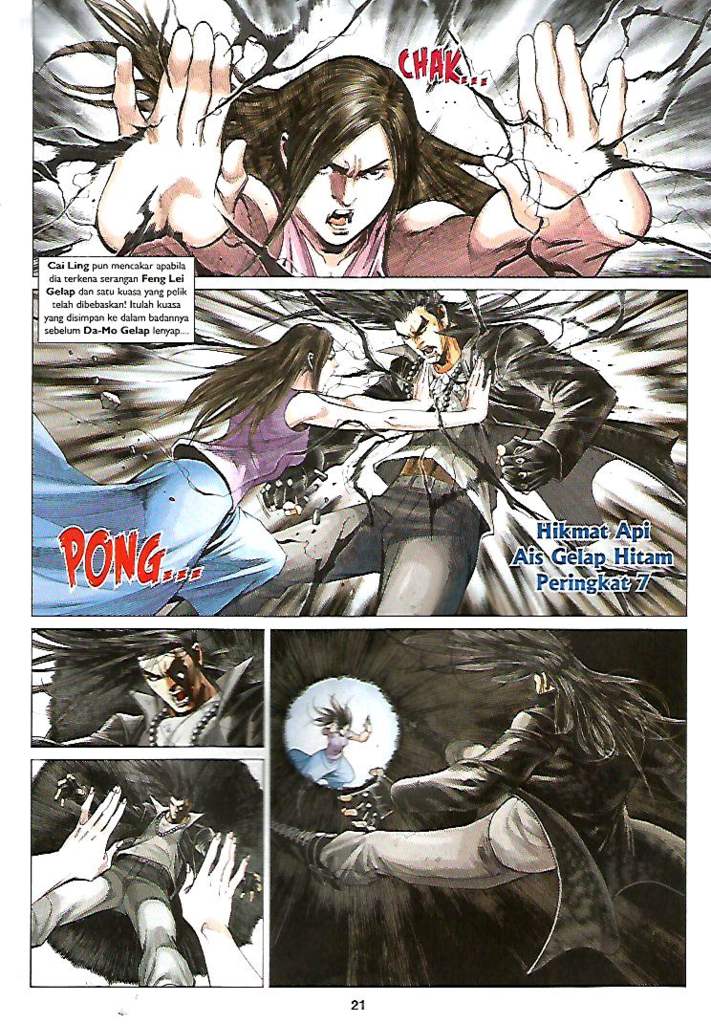 CHAK...
Cai Ling pun mencakar apabila
dia terkena serangan Feng Lei
Gelap dan satu kuasa yang pelik
telah dibebaskan! Itulah kuasa
yang disimpan ke dalam badannya
sebelum Da-Mo Gelap lenyap....
PONG...
Hikmat Api
Ais Gelap Hitam
Peringkat 7
21